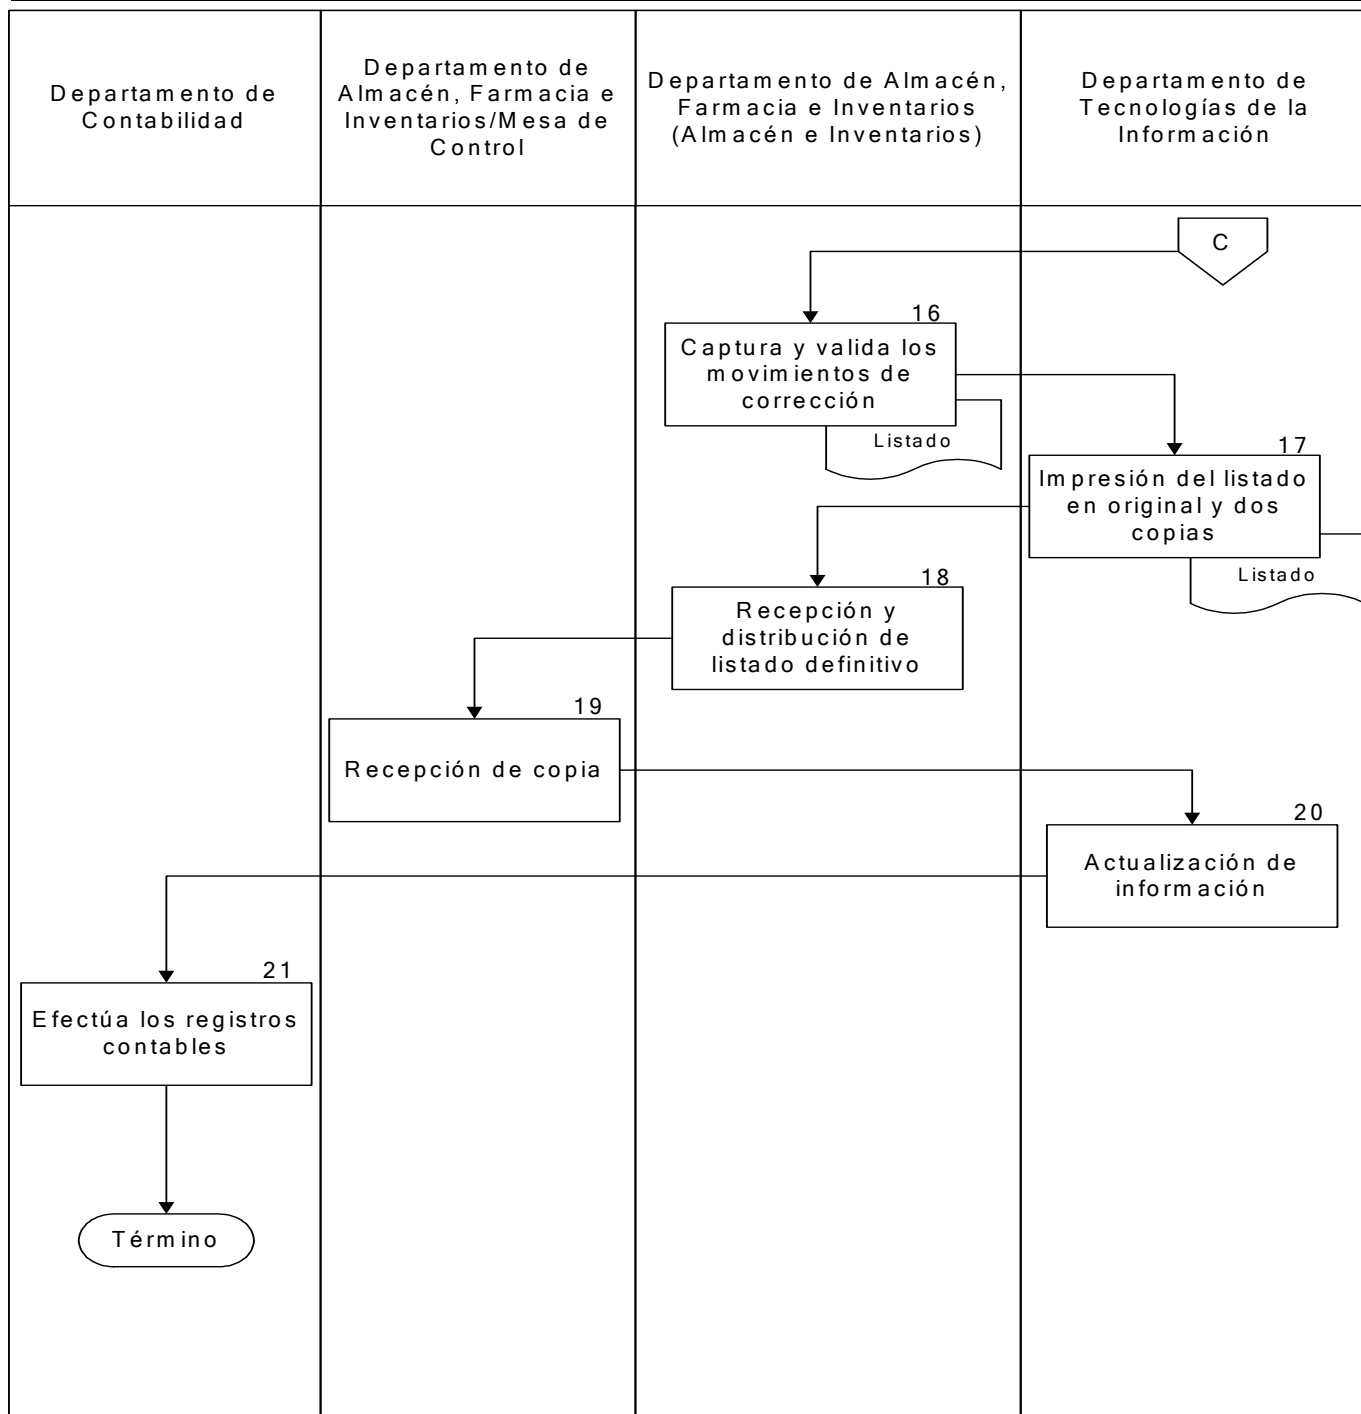 Departamento de
Contabilidad
Departamento de
Almacén, Farmacia e
Inventarios/Mesa de
Control
Departamento de Almacén,
Farmacia e Inventarios
(Almacén e Inventarios)
Departamento de
Tecnologías de la
Información
C
16
Captura y valida los
movimientos de
corrección
Listado
17
Impresión del listado
en original y dos
copias
Listado
18
Recepción y
distribución de
listado definitivo
19
Recepción de copia
20
Actualización de
información
21
Efectúa los registros
contables
Término